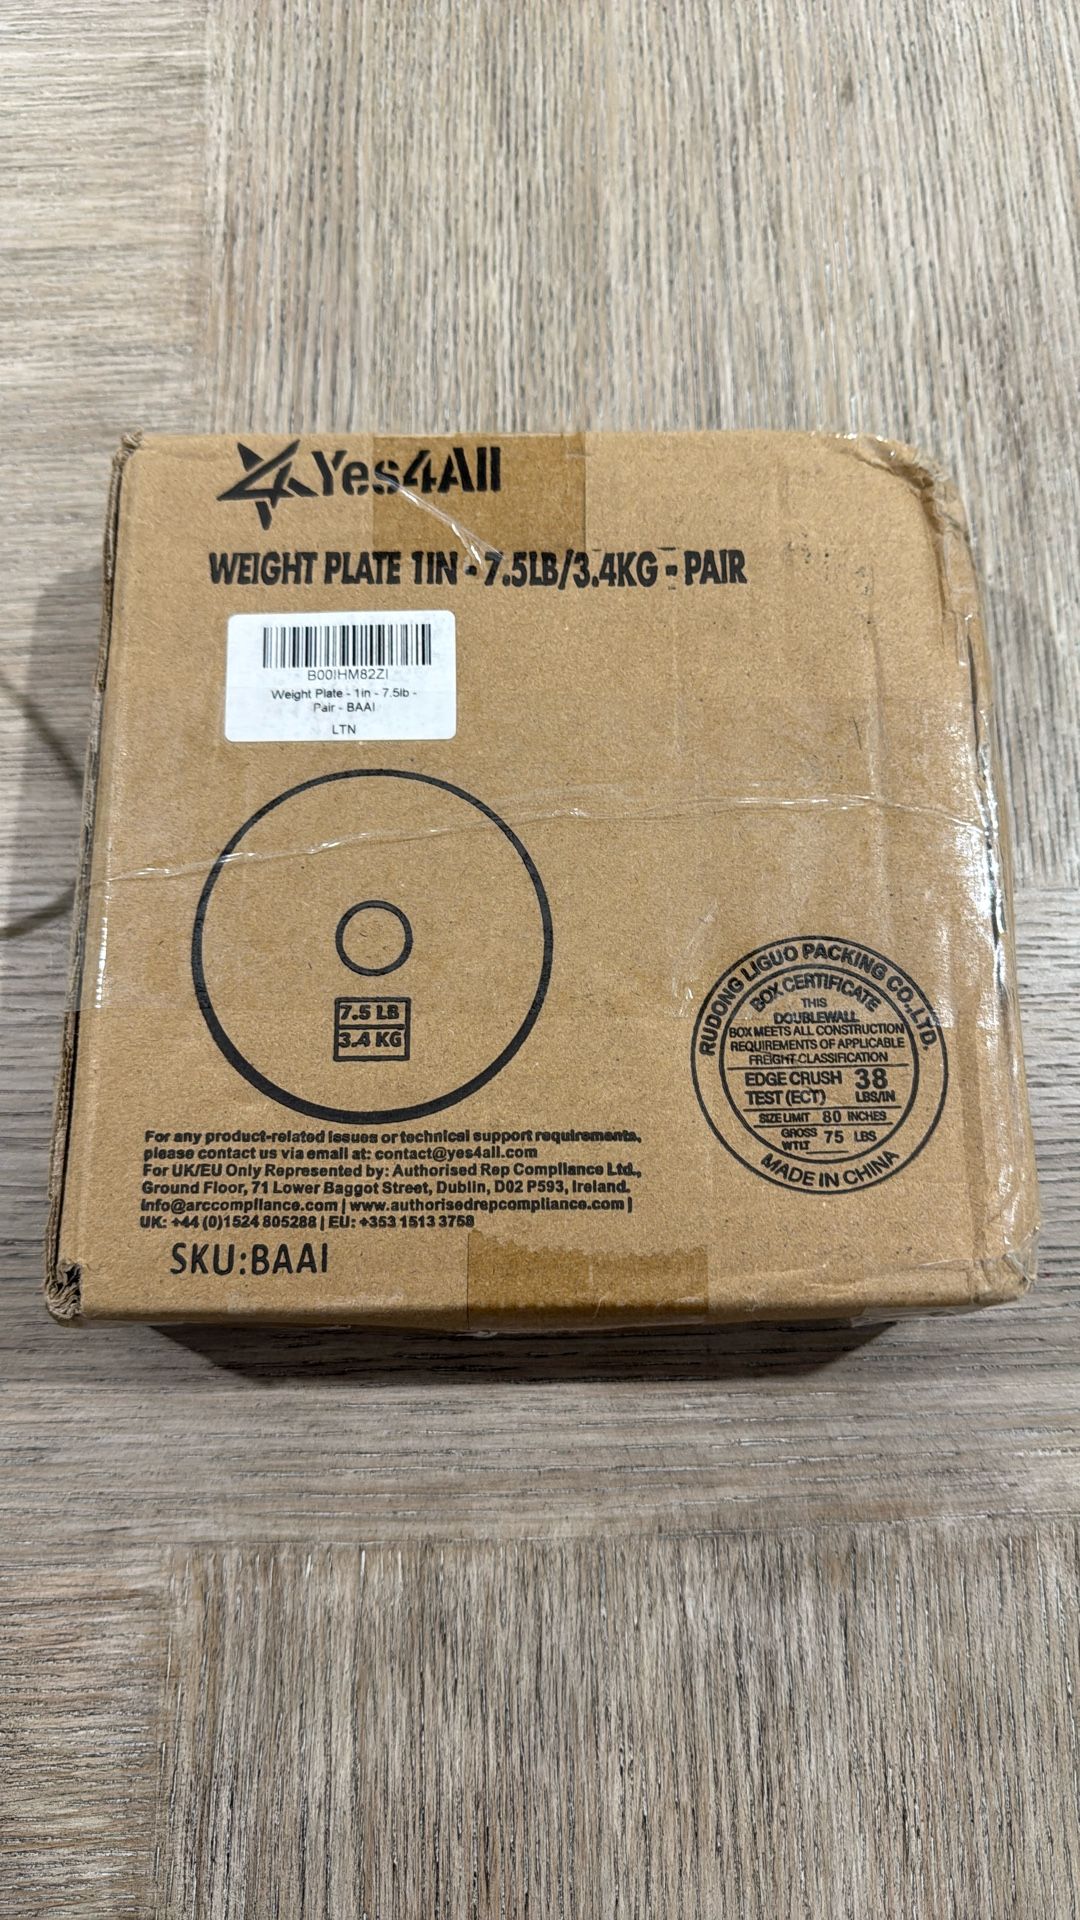 Yes4All
WEIGHT PLATE 1IN - 7.5LB/3.4KG - PAIR
B00IHM82ZI
Weight Plate - 1in - 7.5lb -
Pair - BAAI
LTN
7.5 LB
3.4 KG
For any product-related issues or technical support requirements,
please contact us via email at: contact@yes4all.com
For UK/EU Only Represented by: Authorised Rep Compliance Ltd.,
Ground Floor, 71 Lower Baggot Street, Dublin, D02 P593, Ireland.
info@arccompliance.com | www.authorisedrepcompliance.com |
UK: +44 (0)1524 805288 | EU: +353 1513 3758
SKU:BAAI
RUDONG LIGUO PACKING CO.,LTD.
BOX CERTIFICATE
THIS
DOUBLEWALL
BOX MEETS ALL CONSTRUCTION
REQUIREMENTS OF APPLICABLE
FREIGHT CLASSIFICATION
EDGE CRUSH 38
TEST (ECT) LBS/IN
SIZE LIMIT 80 INCHES
GROSS
WTLT 75 LBS
MADE IN CHINA